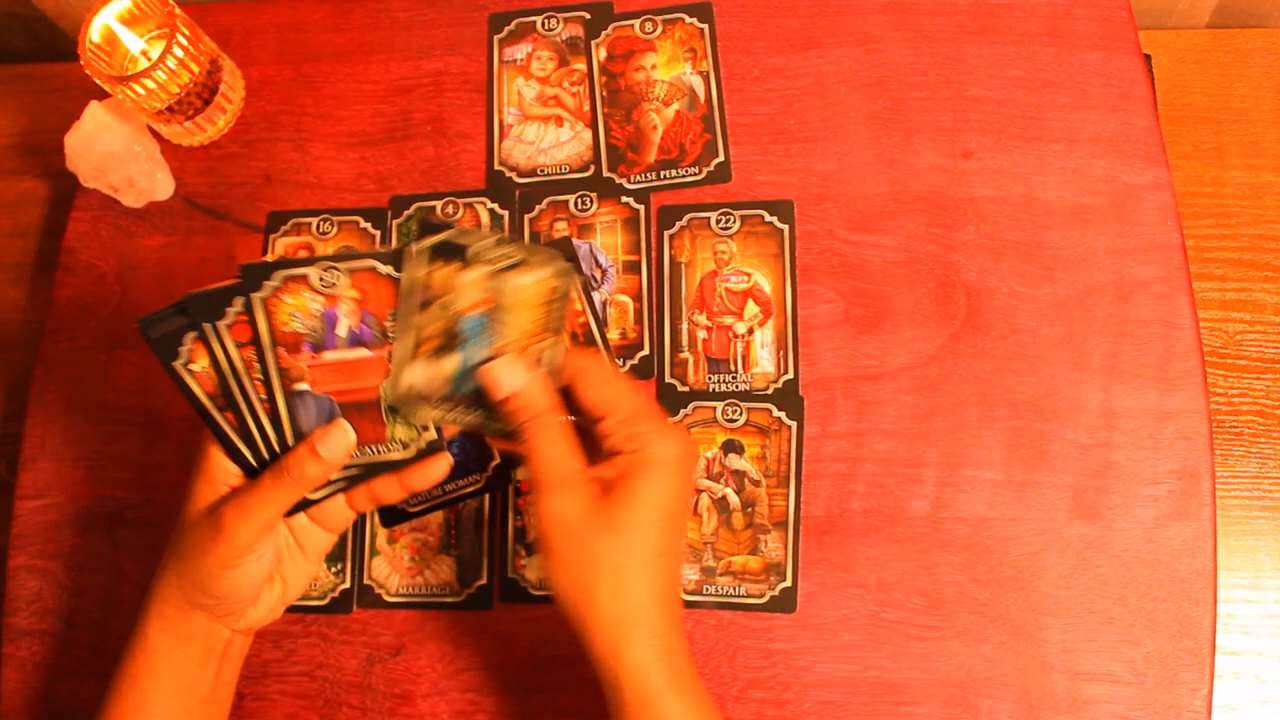 18
8
CHILD
FALSE PERSON
16
4
13
22
OFFICIAL
PERSON
32
MATURE WOMAN
MARRIAGE
DESPAIR